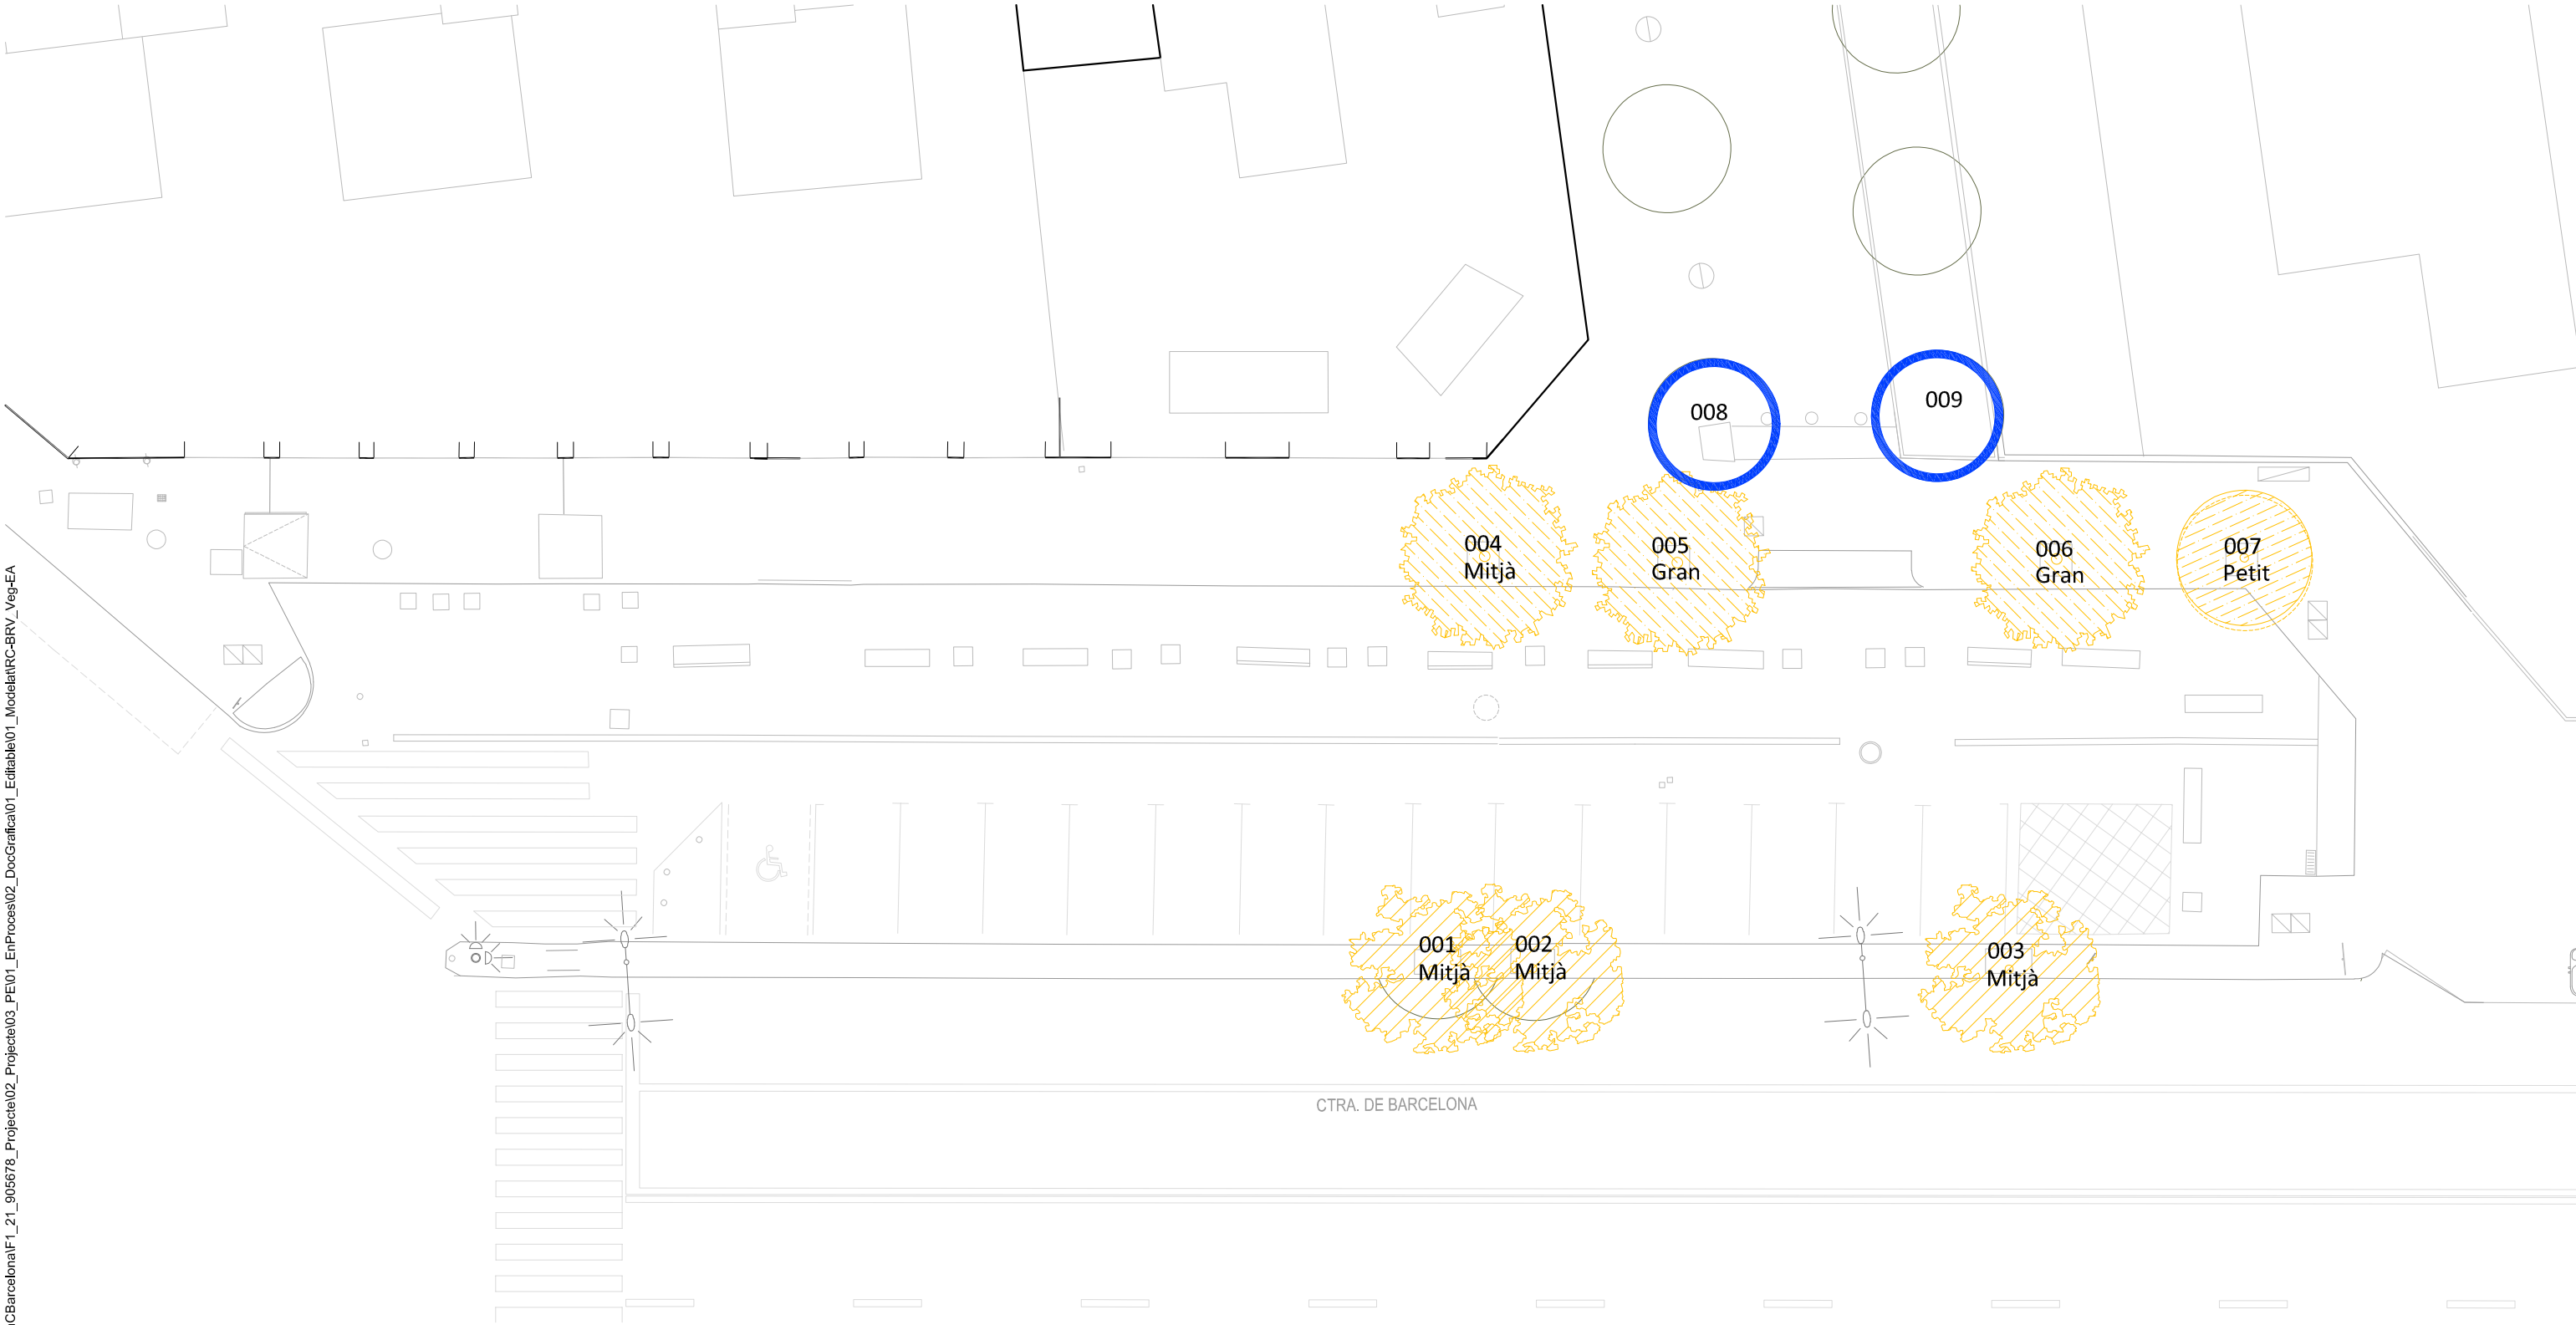 008
009
004
Mitjà
005
Gran
006
Gran
007
Petit
001
Mitjà
002
Mitjà
003
Mitjà
CTRA. DE BARCELONA
CBarcelona\F1_21_905678_Projecte\02_Projecte\03_PE\01_EnProces\02_DocGrafica\01_Editable\01_Modelat\RC-BRV_Veg-EA